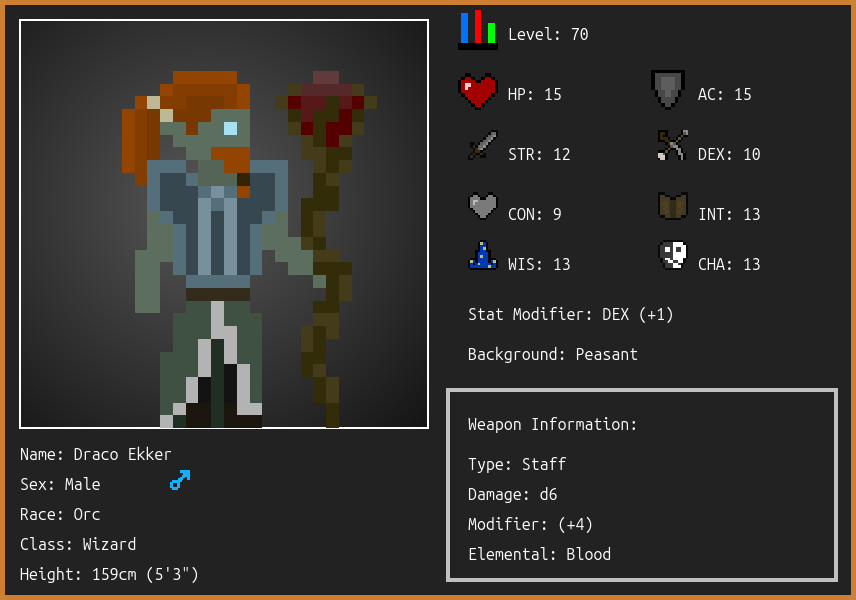 Level: 70
HP: 15
AC: 15
STR: 12
DEX: 10
CON: 9
INT: 13
WIS: 13
CHA: 13
Stat Modifier: DEX (+1)
Background: Peasant
Weapon Information:
Type: Staff
Damage: d6
Modifier: (+4)
Elemental: Blood
Name: Draco Ekker
Sex: Male
Race: Orc
Class: Wizard
Height: 159cm (5'3")